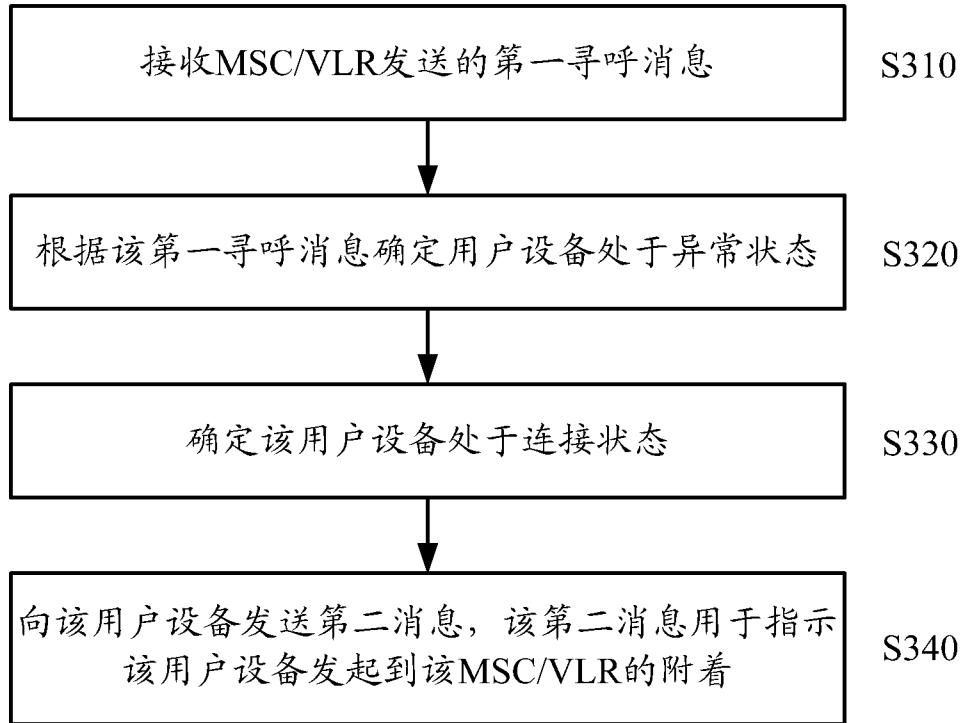 接收MSC/VLR发送的第一寻呼消息
S310
根据该第一寻呼消息确定用户设备处于异常状态
S320
确定该用户设备处于连接状态
S330
向该用户设备发送第二消息，该第二消息用于指示
该用户设备发起到该MSC/VLR的附着
S340